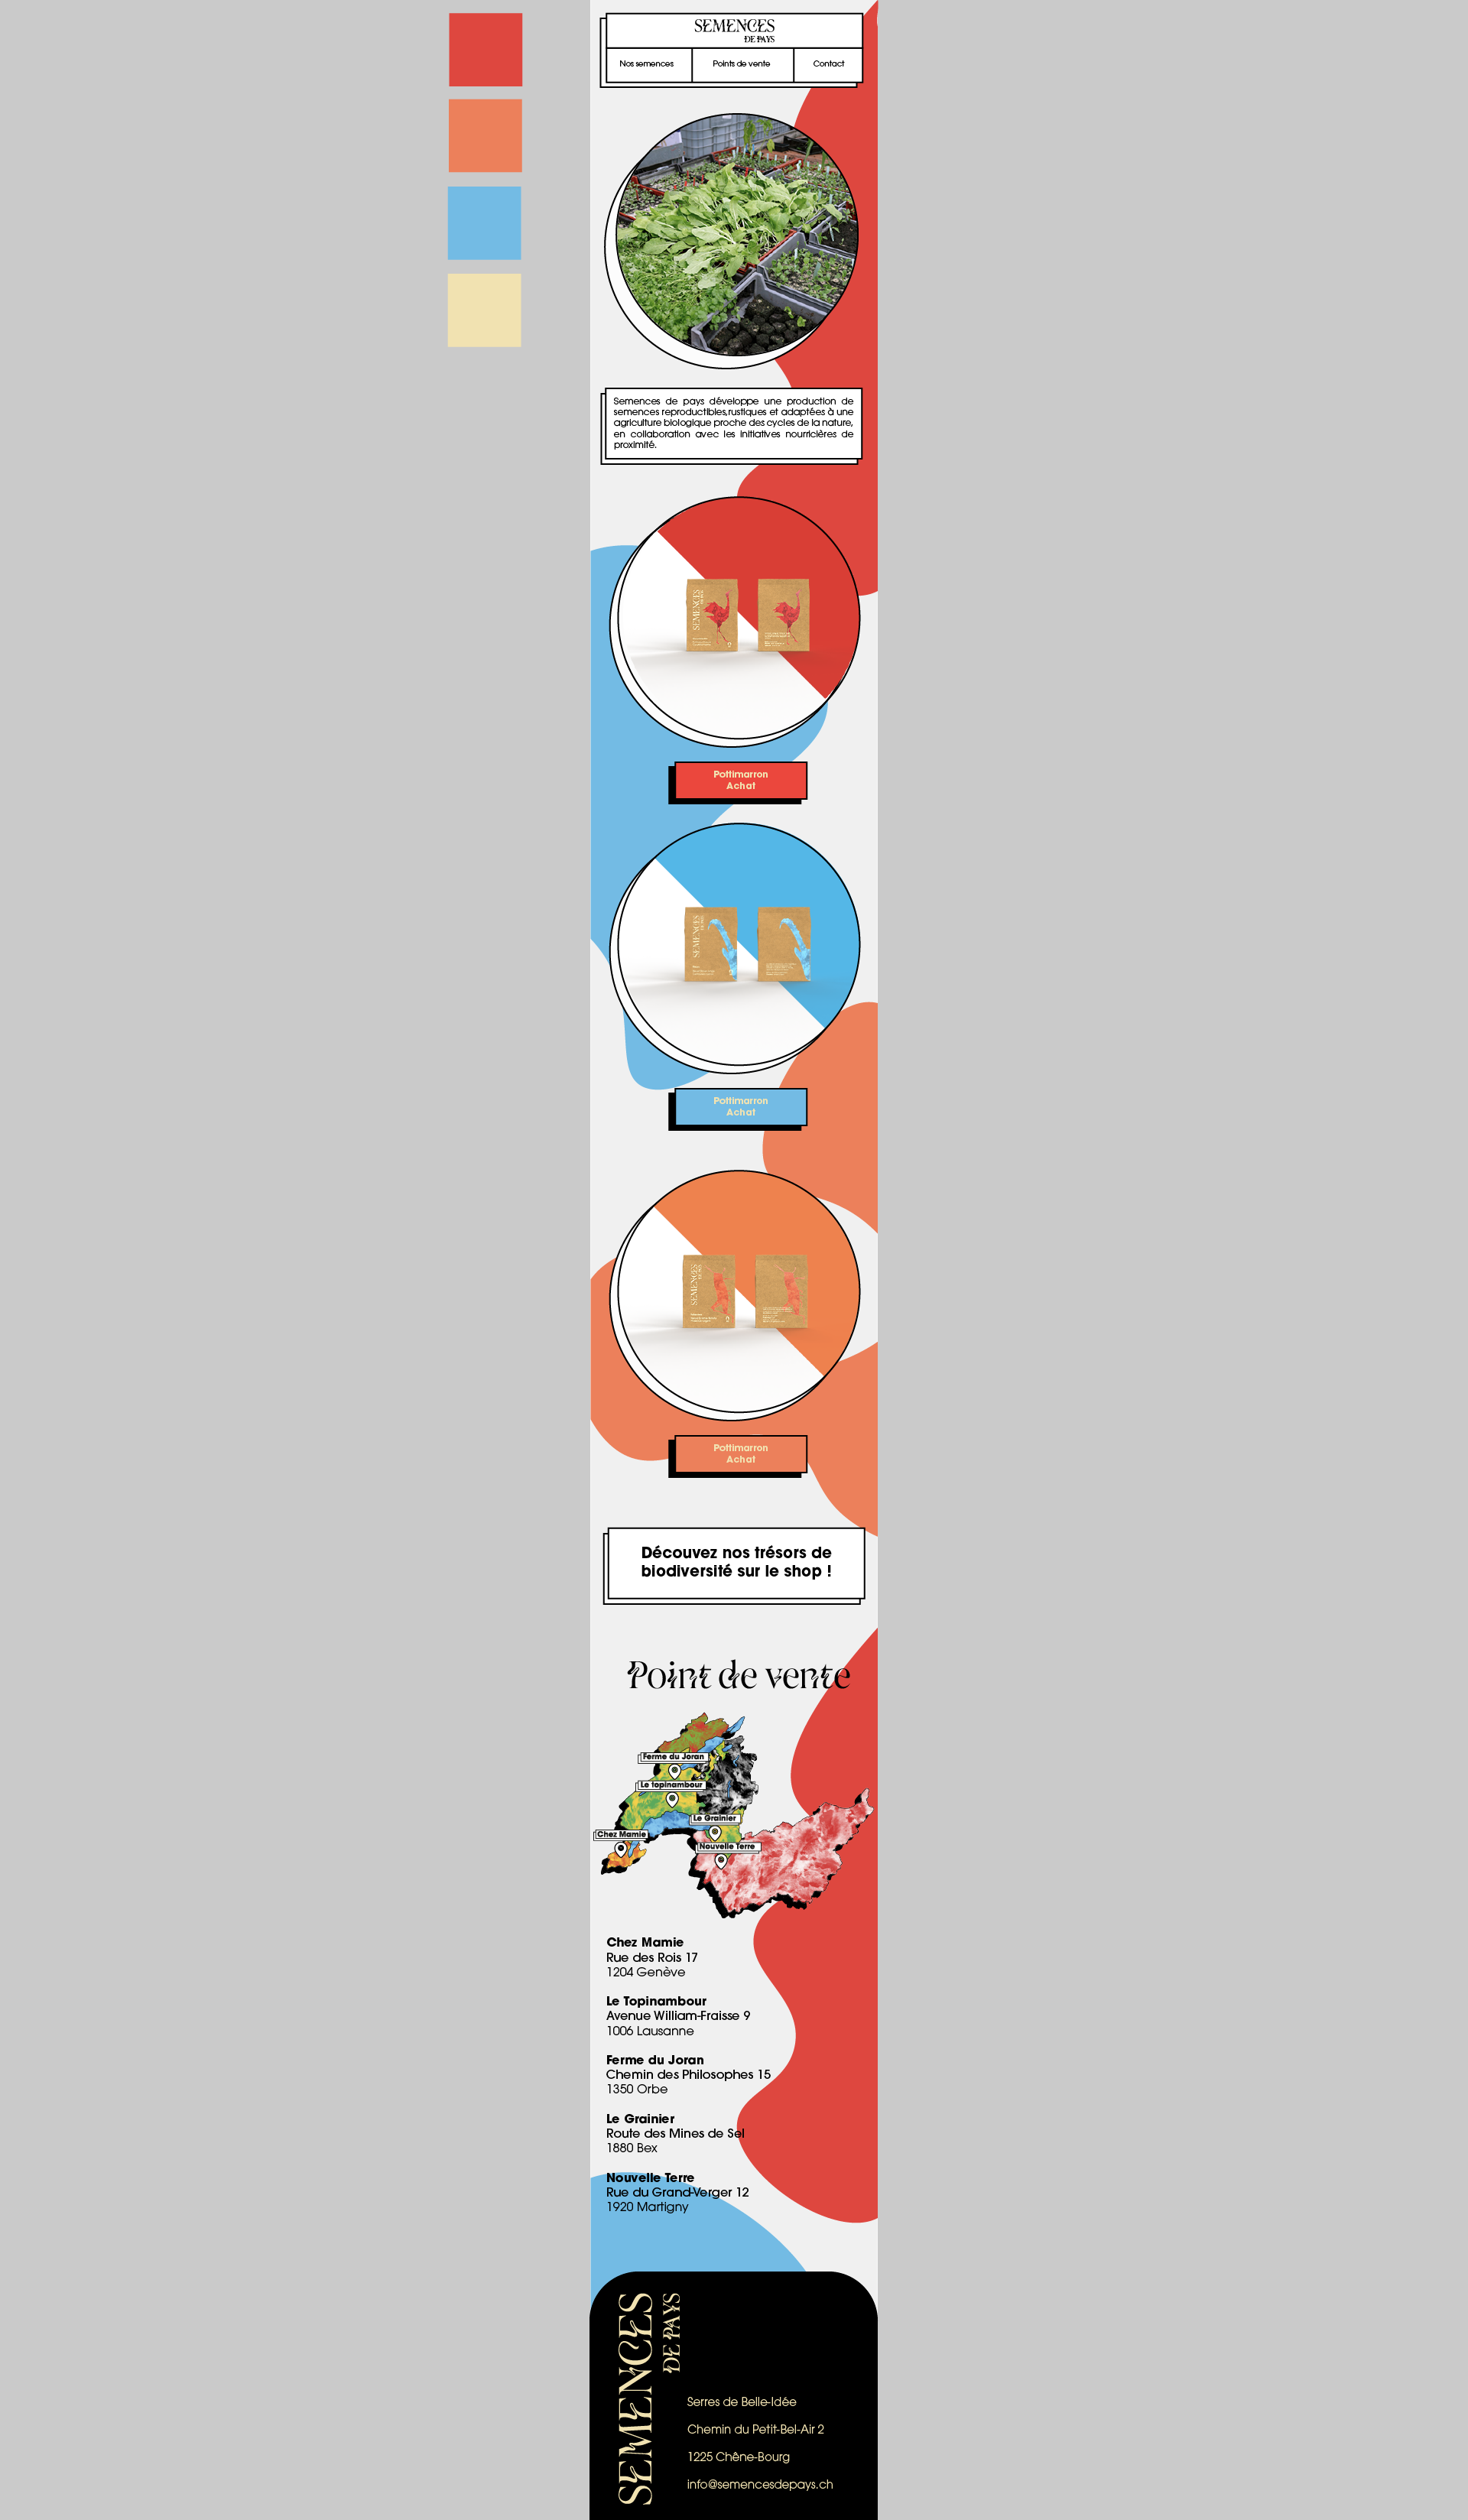 SEMENCES
DE PAYS
Nos semences
Points de vente
Contact
Semences de pays développe une production de
semences reproductibles,rustiques et adaptées à une
agriculture biologique proche des cycles de la nature,
en collaboration avec les initiatives nourricières de
proximité.
SEMENCES
Pottimarron
Achat
SEMENCES
Pottimarron
Achat
SEMENCES
Pottimarron
Achat
Découvez nos trésors de
biodiversité sur le shop !
Point de vente
Ferme du Joran
Le topinambour
Le Grainier
Chez Mamie
Nouvelle Terre
Chez Mamie
Rue des Rois 17
1204 Genève
Le Topinambour
Avenue William-Fraisse 9
1006 Lausanne
Ferme du Joran
Chemin des Philosophes 15
1350 Orbe
Le Grainier
Route des Mines de Sel
1880 Bex
Nouvelle Terre
Rue du Grand-Verger 12
1920 Martigny
SEMENCES
DE PAYS
Serres de Belle-Idée
Chemin du Petit-Bel-Air 2
1225 Chêne-Bourg
info@semencesdepays.ch